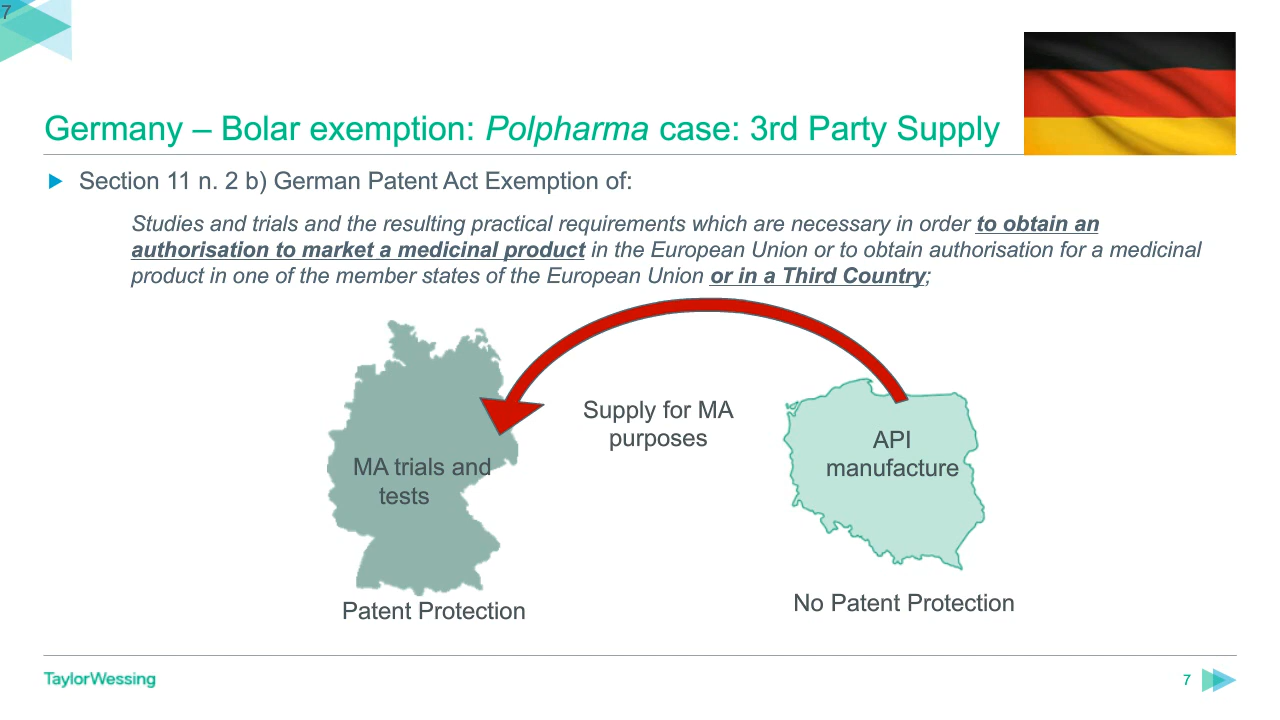 7
Germany – Bolar exemption: Polpharma case: 3rd Party Supply
Section 11 n. 2 b) German Patent Act Exemption of:
Studies and trials and the resulting practical requirements which are necessary in order to obtain an
authorisation to market a medicinal product in the European Union or to obtain authorisation for a medicinal
product in one of the member states of the European Union or in a Third Country;
Supply for MA
purposes
API
manufacture
MA trials and
tests
Patent Protection
No Patent Protection
TaylorWessing
7